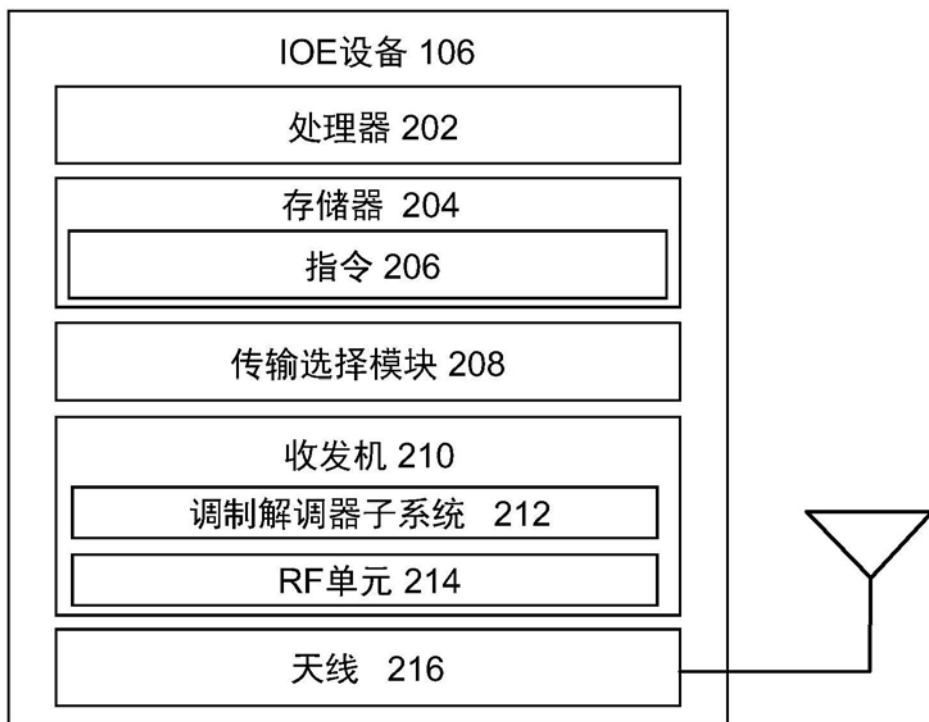 IOE设备 106
处理器 202
存储器 204
指令 206
传输选择模块 208
收发机 210
调制解调器子系统 212
RF单元 214
天线 216